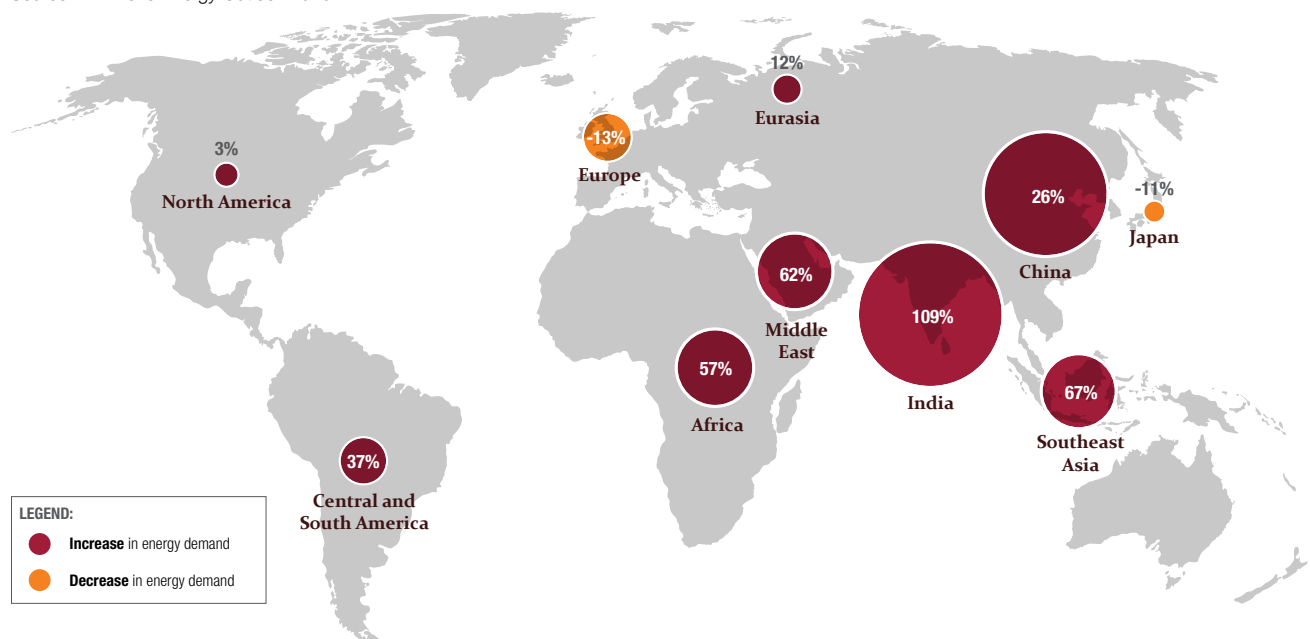 12%
Eurasia
-13%
Europe
3%
North America
26%
China
-11%
Japan
62%
Middle
East
109%
India
57%
Africa
67%
Southeast
Asia
37%
Central and
South America
LEGEND:
Increase in energy demand
Decrease in energy demand